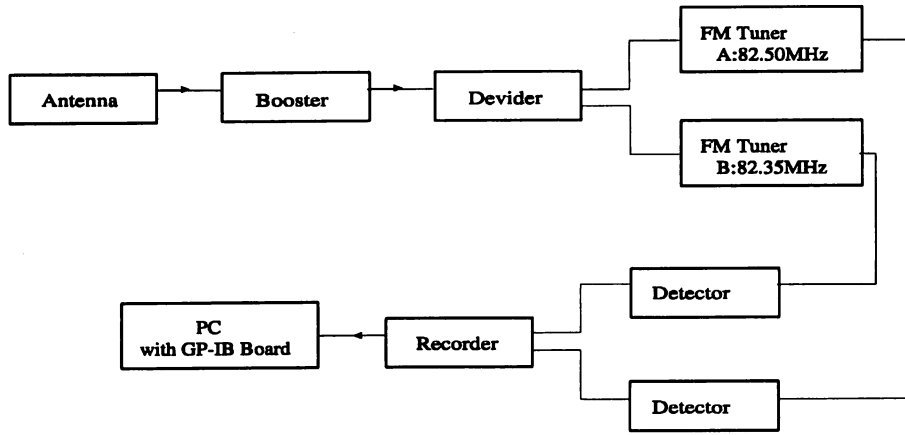 FM Tuner
A:82.50MHz
Antenna
Booster
Devider
FM Tuner
B:82.35MHz
Detector
PC
with GP-IB Board
Recorder
Detector